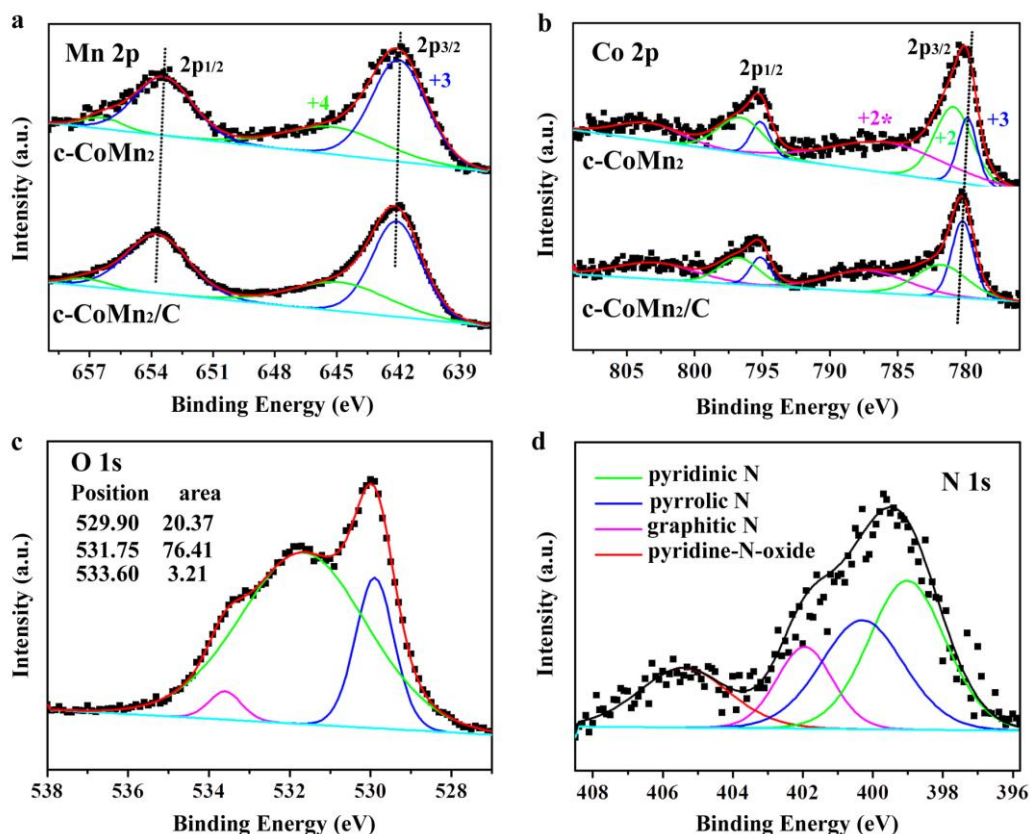 a
Mn 2p
2p1/2
2p3/2
+3
+4
c-CoMn2
c-CoMn2/C
Intensity (a.u.)
657 654 651 648 645 642 639
Binding Energy (eV)
b
Co 2p
2p1/2
2p3/2
+2*
+2
+3
c-CoMn2
c-CoMn2/C
Intensity (a.u.)
805 800 795 790 785 780
Binding Energy (eV)
c
O 1s
Position area
529.90 20.37
531.75 76.41
533.60 3.21
Intensity (a.u.)
538 536 534 532 530 528
Binding Energy (eV)
d
N 1s
pyridinic N
pyrrolic N
graphitic N
pyridine-N-oxide
Intensity (a.u.)
408 406 404 402 400 398 396
Binding Energy (eV)